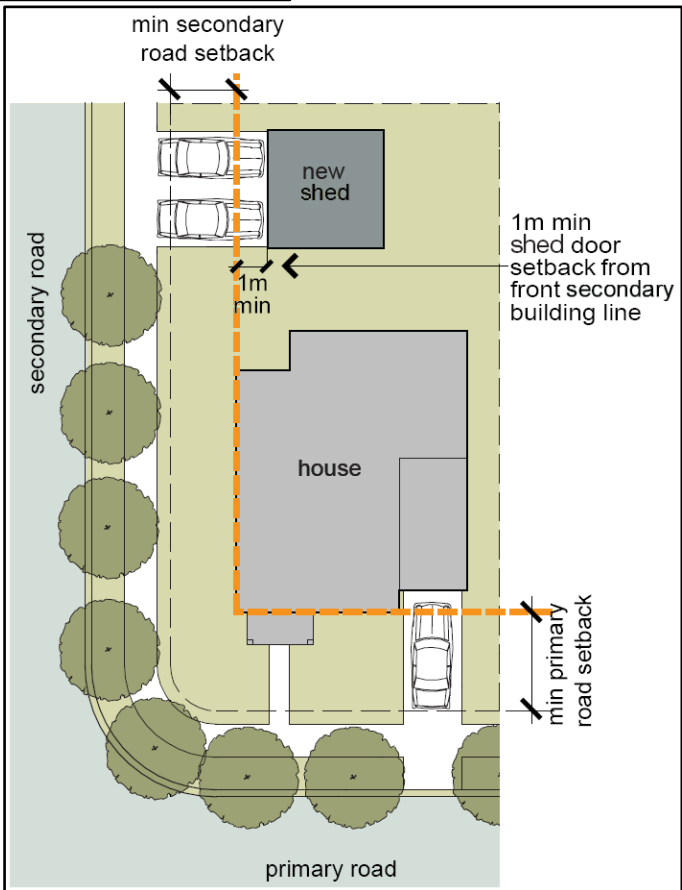 min secondary
road setback
new
shed
1m min
shed door
setback from
front secondary
building line
1m
min
secondary road
house
min primary
road setback
primary road